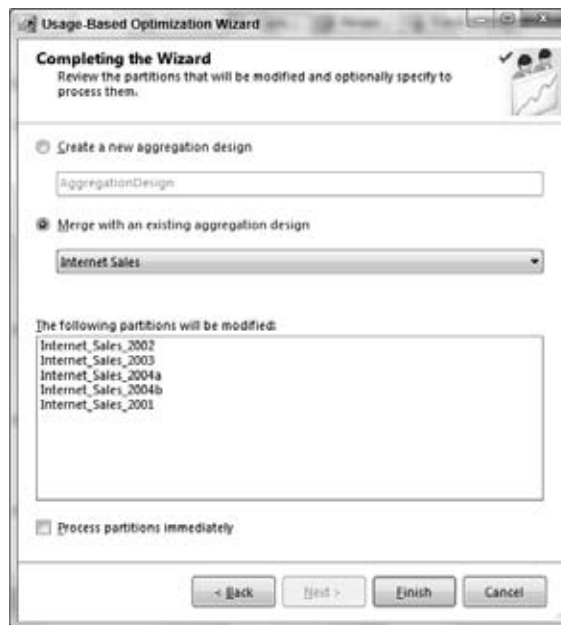 Usage-Based Optimization Wizard
Completing the Wizard
Review the partitions that will be modified and optionally specify to
process them.
Create a new aggregation design
AggregationDesign
Merge with an existing aggregation design
Internet Sales
The following partitions will be modified:
Internet_Sales_2002
Internet_Sales_2003
Internet_Sales_2004a
Internet_Sales_2004b
Internet_Sales_2001
Process partitions immediately
< Back
Next >
Finish
Cancel